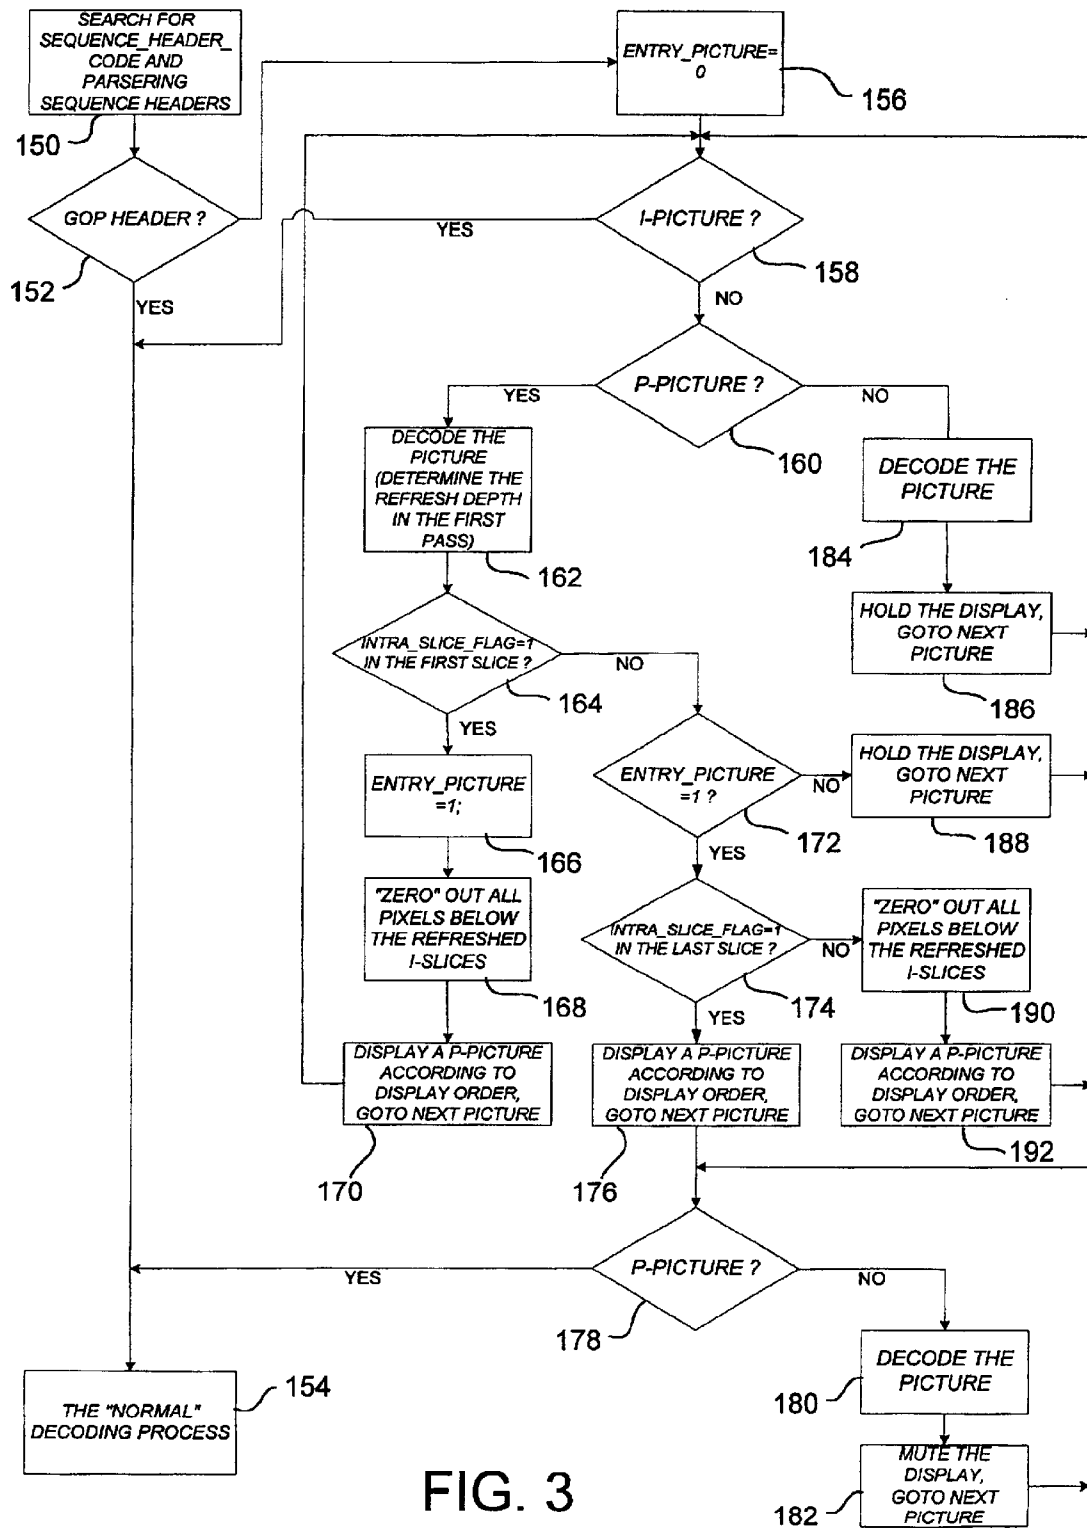 SEARCH FOR
SEQUENCE_HEADER_
CODE AND
PARSERING
SEQUENCE HEADERS
150
ENTRY_PICTURE=
0
156
GOP HEADER ?
152
YES
I-PICTURE ?
YES
158
NO
P-PICTURE ?
YES
NO
160
DECODE THE
PICTURE
(DETERMINE THE
REFRESH DEPTH
IN THE FIRST
PASS)
162
DECODE THE
PICTURE
184
HOLD THE DISPLAY,
GOTO NEXT
PICTURE
186
INTRA_SLICE_FLAG=1
IN THE FIRST SLICE ?
NO
164
YES
ENTRY_PICTURE
=1;
166
ENTRY_PICTURE
=1 ?
NO
172
YES
HOLD THE DISPLAY,
GOTO NEXT
PICTURE
188
"ZERO" OUT ALL
PIXELS BELOW
THE REFRESHED
I-SLICES
168
INTRA_SLICE_FLAG=1
IN THE LAST SLICE ?
NO
174
YES
"ZERO" OUT ALL
PIXELS BELOW
THE REFRESHED
I-SLICES
190
DISPLAY A P-PICTURE
ACCORDING TO
DISPLAY ORDER,
GOTO NEXT PICTURE
170
DISPLAY A P-PICTURE
ACCORDING TO
DISPLAY ORDER,
GOTO NEXT PICTURE
176
DISPLAY A P-PICTURE
ACCORDING TO
DISPLAY ORDER,
GOTO NEXT PICTURE
192
P-PICTURE ?
YES
NO
178
DECODE THE
PICTURE
180
MUTE THE
DISPLAY,
GOTO NEXT
PICTURE
182
THE "NORMAL"
DECODING PROCESS
154
FIG. 3